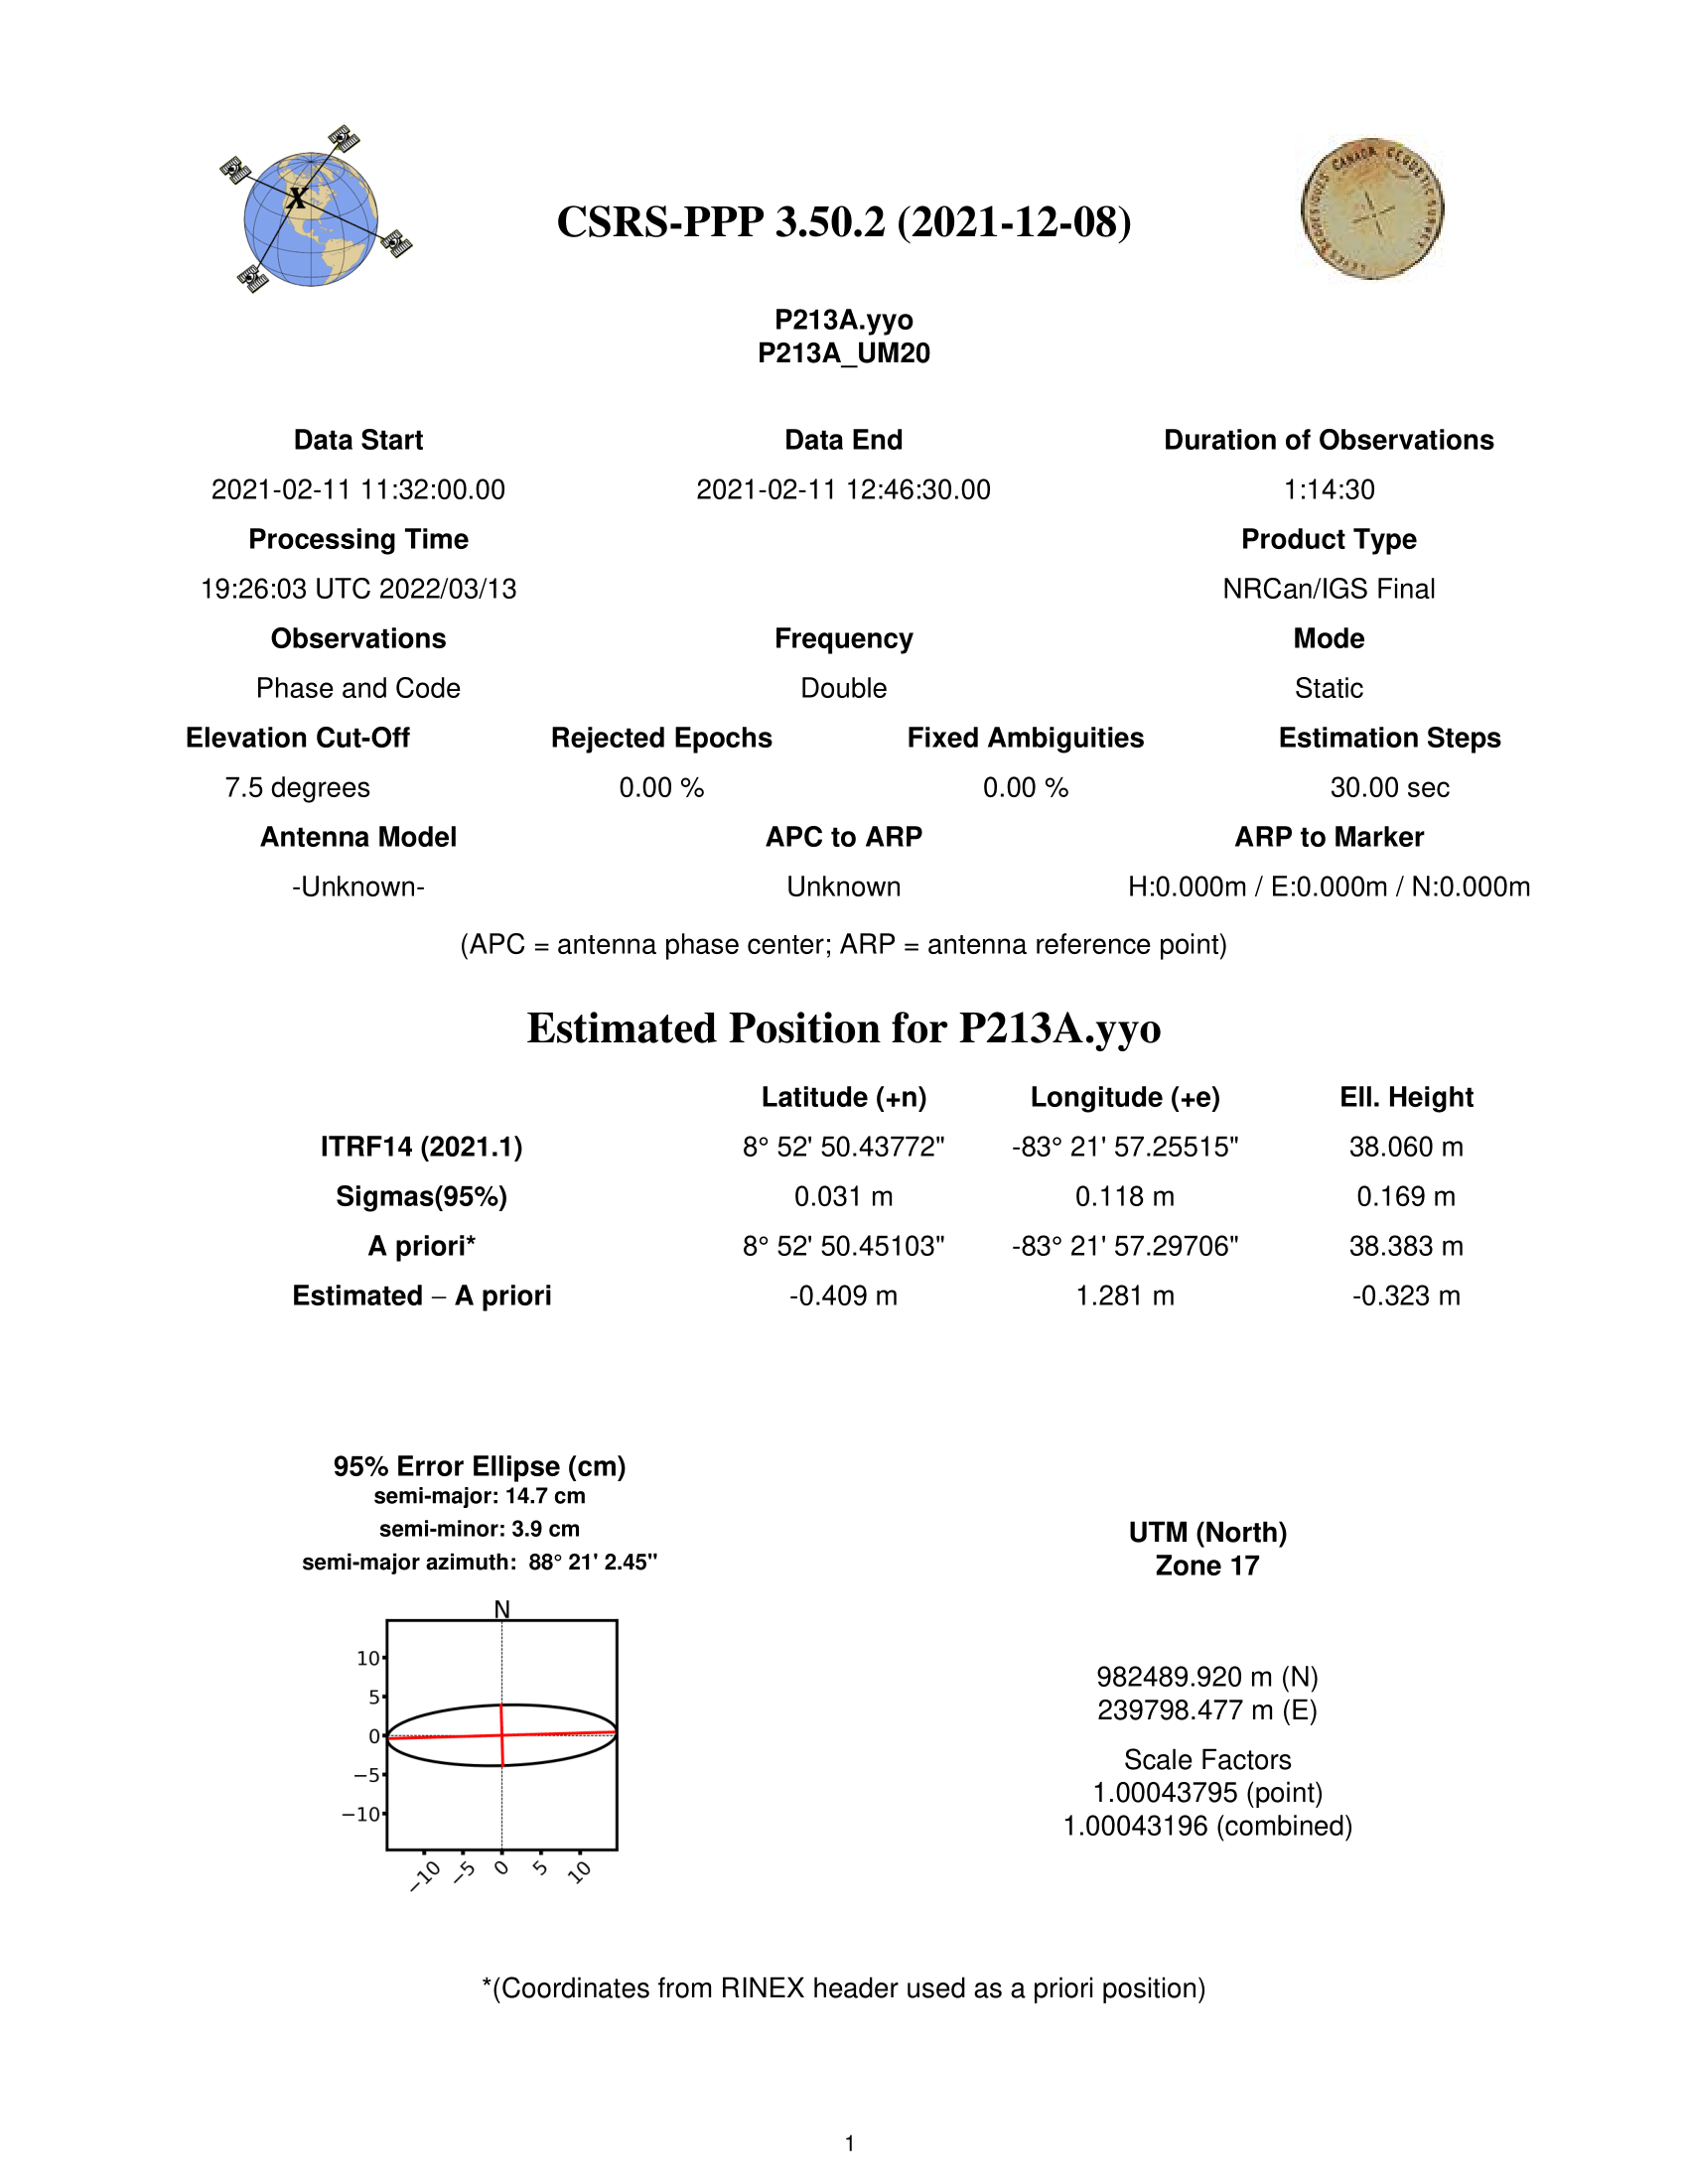 X
CANADA GEODETIC SURVEY
CSRS-PPP 3.50.2 (2021-12-08)
P213A.yyo
P213A_UM20
Data Start Data End Duration of Observations
2021-02-11 11:32:00.00 2021-02-11 12:46:30.00 1:14:30
Processing Time Product Type
19:26:03 UTC 2022/03/13 NRCan/IGS Final
Observations Frequency Mode
Phase and Code Double Static
Elevation Cut-Off Rejected Epochs Fixed Ambiguities Estimation Steps
7.5 degrees 0.00 % 0.00 % 30.00 sec
Antenna Model APC to ARP ARP to Marker
-Unknown- Unknown H:0.000m / E:0.000m / N:0.000m
(APC = antenna phase center; ARP = antenna reference point)
Estimated Position for P213A.yyo
Latitude (+n) Longitude (+e) Ell. Height
ITRF14 (2021.1) 8° 52' 50.43772" -83° 21' 57.25515" 38.060 m
Sigmas(95%) 0.031 m 0.118 m 0.169 m
A priori* 8° 52' 50.45103" -83° 21' 57.29706" 38.383 m
Estimated − A priori -0.409 m 1.281 m -0.323 m
95% Error Ellipse (cm)
semi-major: 14.7 cm
semi-minor: 3.9 cm
semi-major azimuth: 88° 21' 2.45"
N
10
5
0
−5
−10
−10 −5 0 5 10
UTM (North)
Zone 17
982489.920 m (N)
239798.477 m (E)
Scale Factors
1.00043795 (point)
1.00043196 (combined)
*(Coordinates from RINEX header used as a priori position)
1